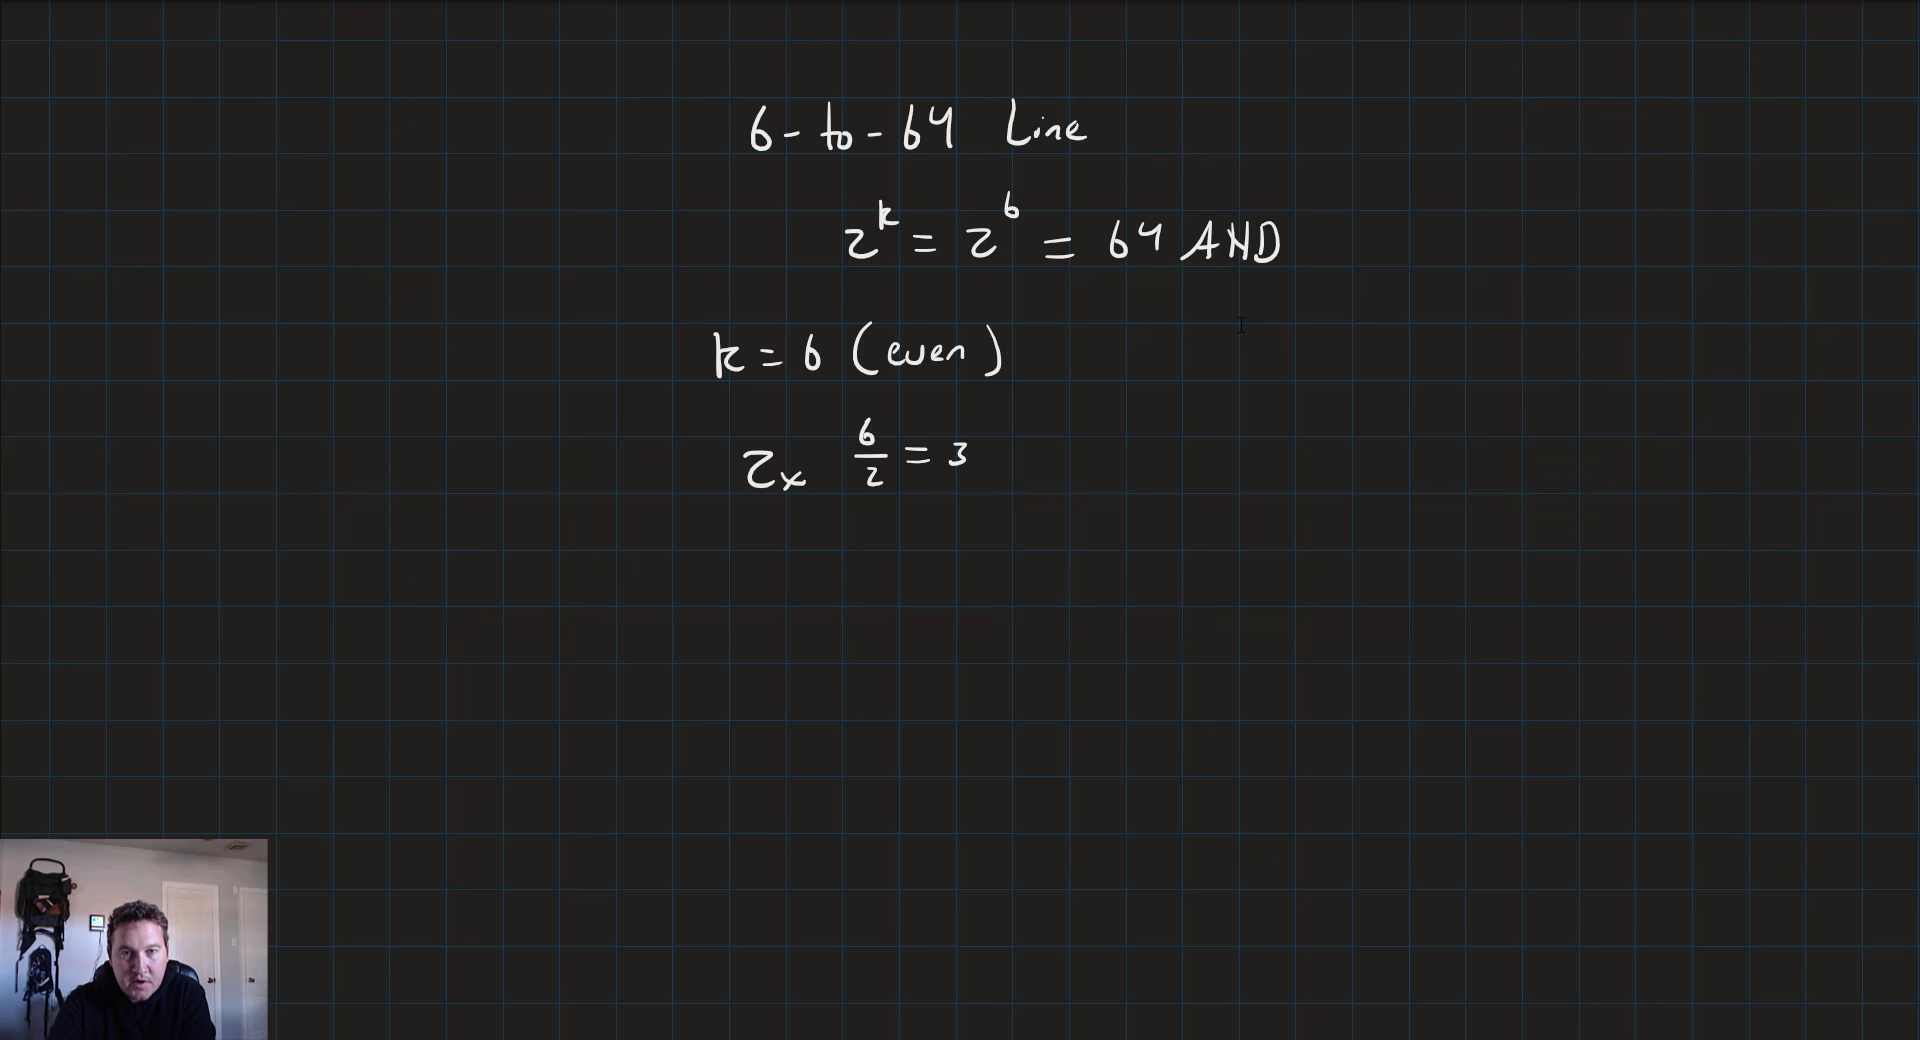 6-to-64 Line
2^k = 2^6 = 64 AND
k = 6 (even)
2x 6/2 = 3